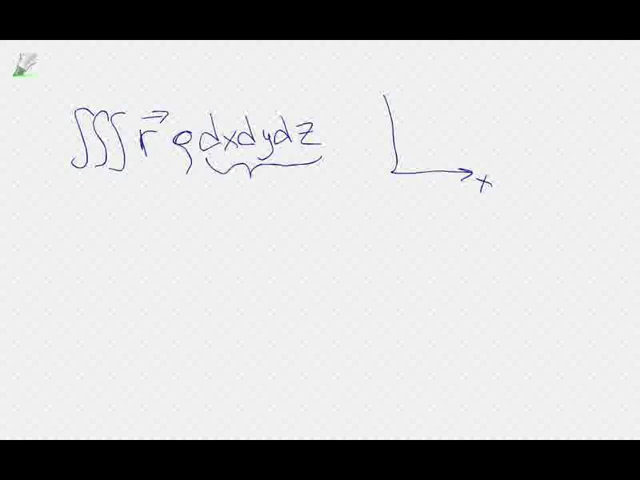 ∭ r⃗ ρ dxdydz
x